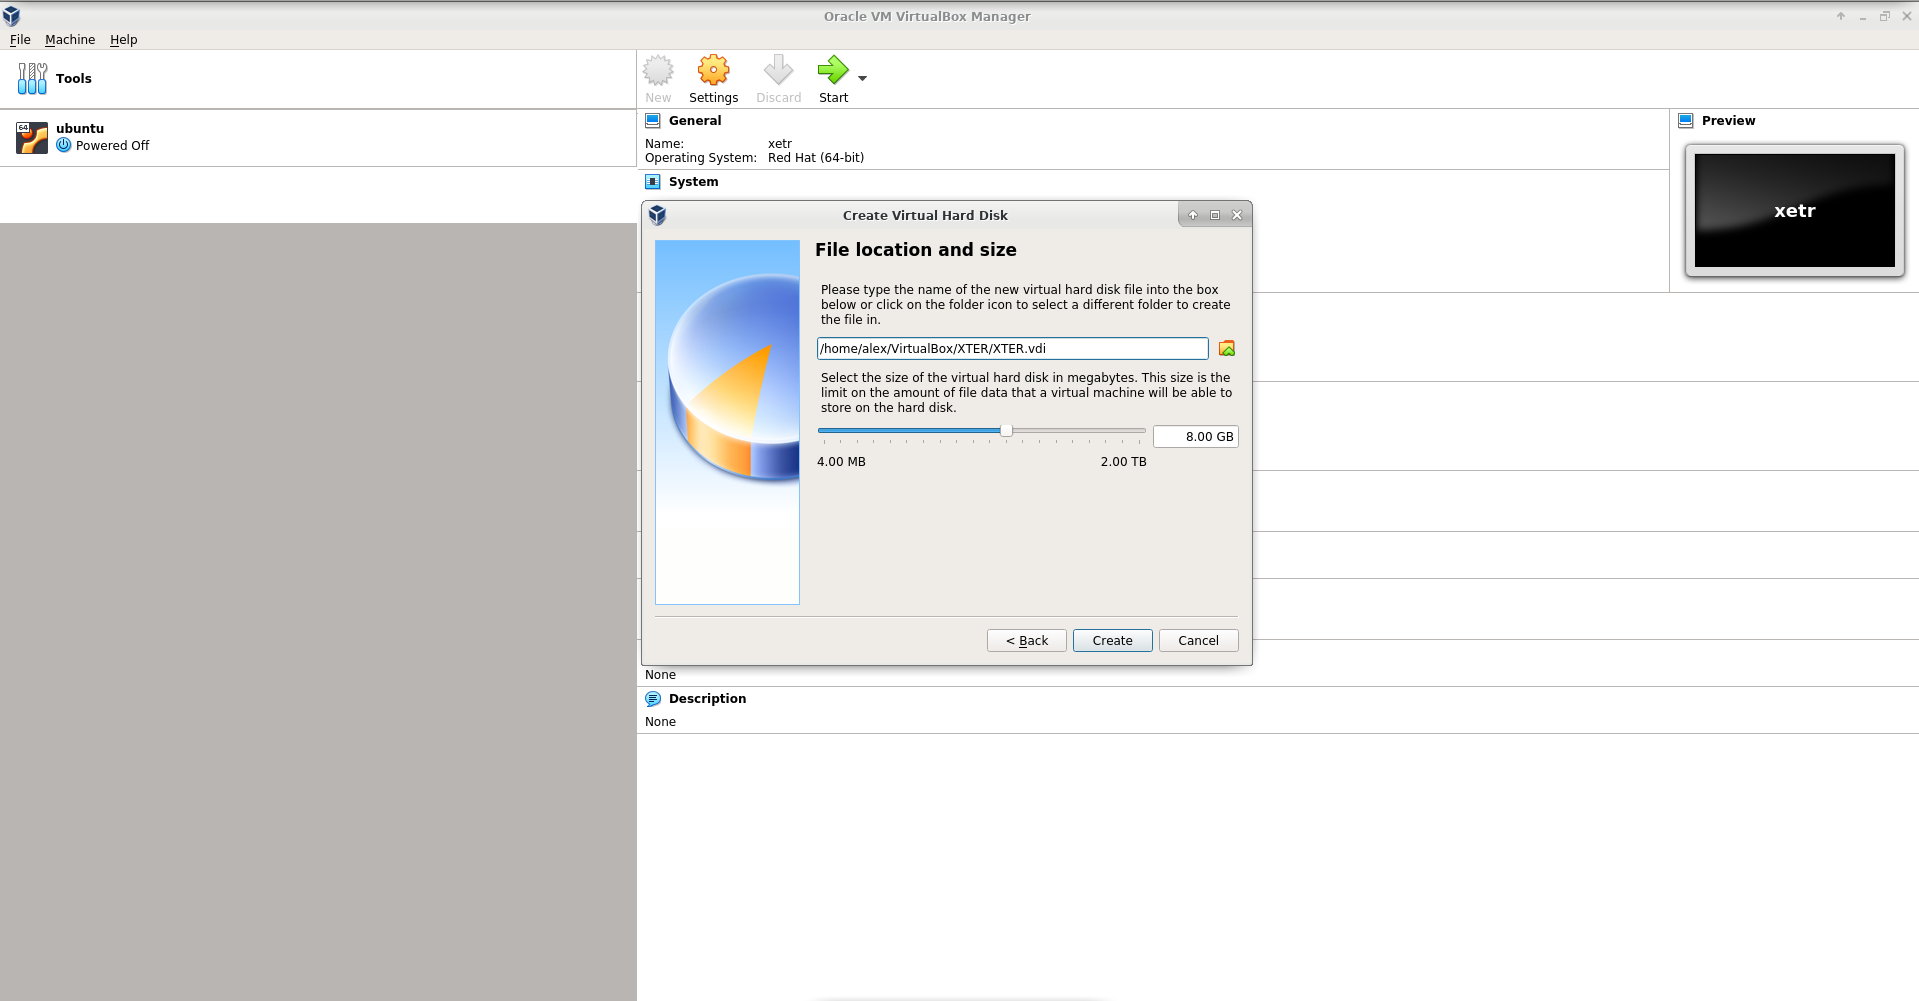 Oracle VM VirtualBox Manager
File Machine Help
Tools
New Settings Discard Start
64
ubuntu
Powered Off
General
Name: xetr
Operating System: Red Hat (64-bit)
System
Preview
xetr
Create Virtual Hard Disk
File location and size
Please type the name of the new virtual hard disk file into the box
below or click on the folder icon to select a different folder to create
the file in.
/home/alex/VirtualBox/XTER/XTER.vdi
Select the size of the virtual hard disk in megabytes. This size is the
limit on the amount of file data that a virtual machine will be able to
store on the hard disk.
8.00 GB
4.00 MB 2.00 TB
< Back Create Cancel
None
Description
None